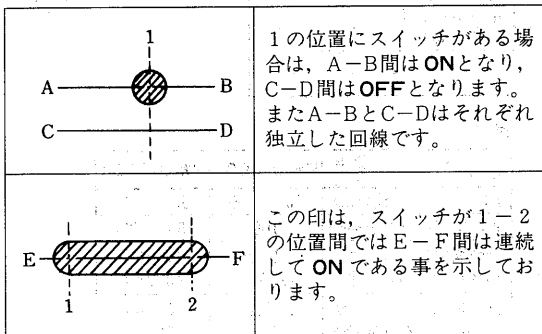 1
A B
C D
1の位置にスイッチがある場
合は，A－B間はONとなり，
C－D間はOFFとなります。
またA－BとC－Dはそれぞれ
独立した回線です。
E F
1 2
この印は，スイッチが1－2
の位置間ではE－F間は連続
してONである事を示してお
ります。